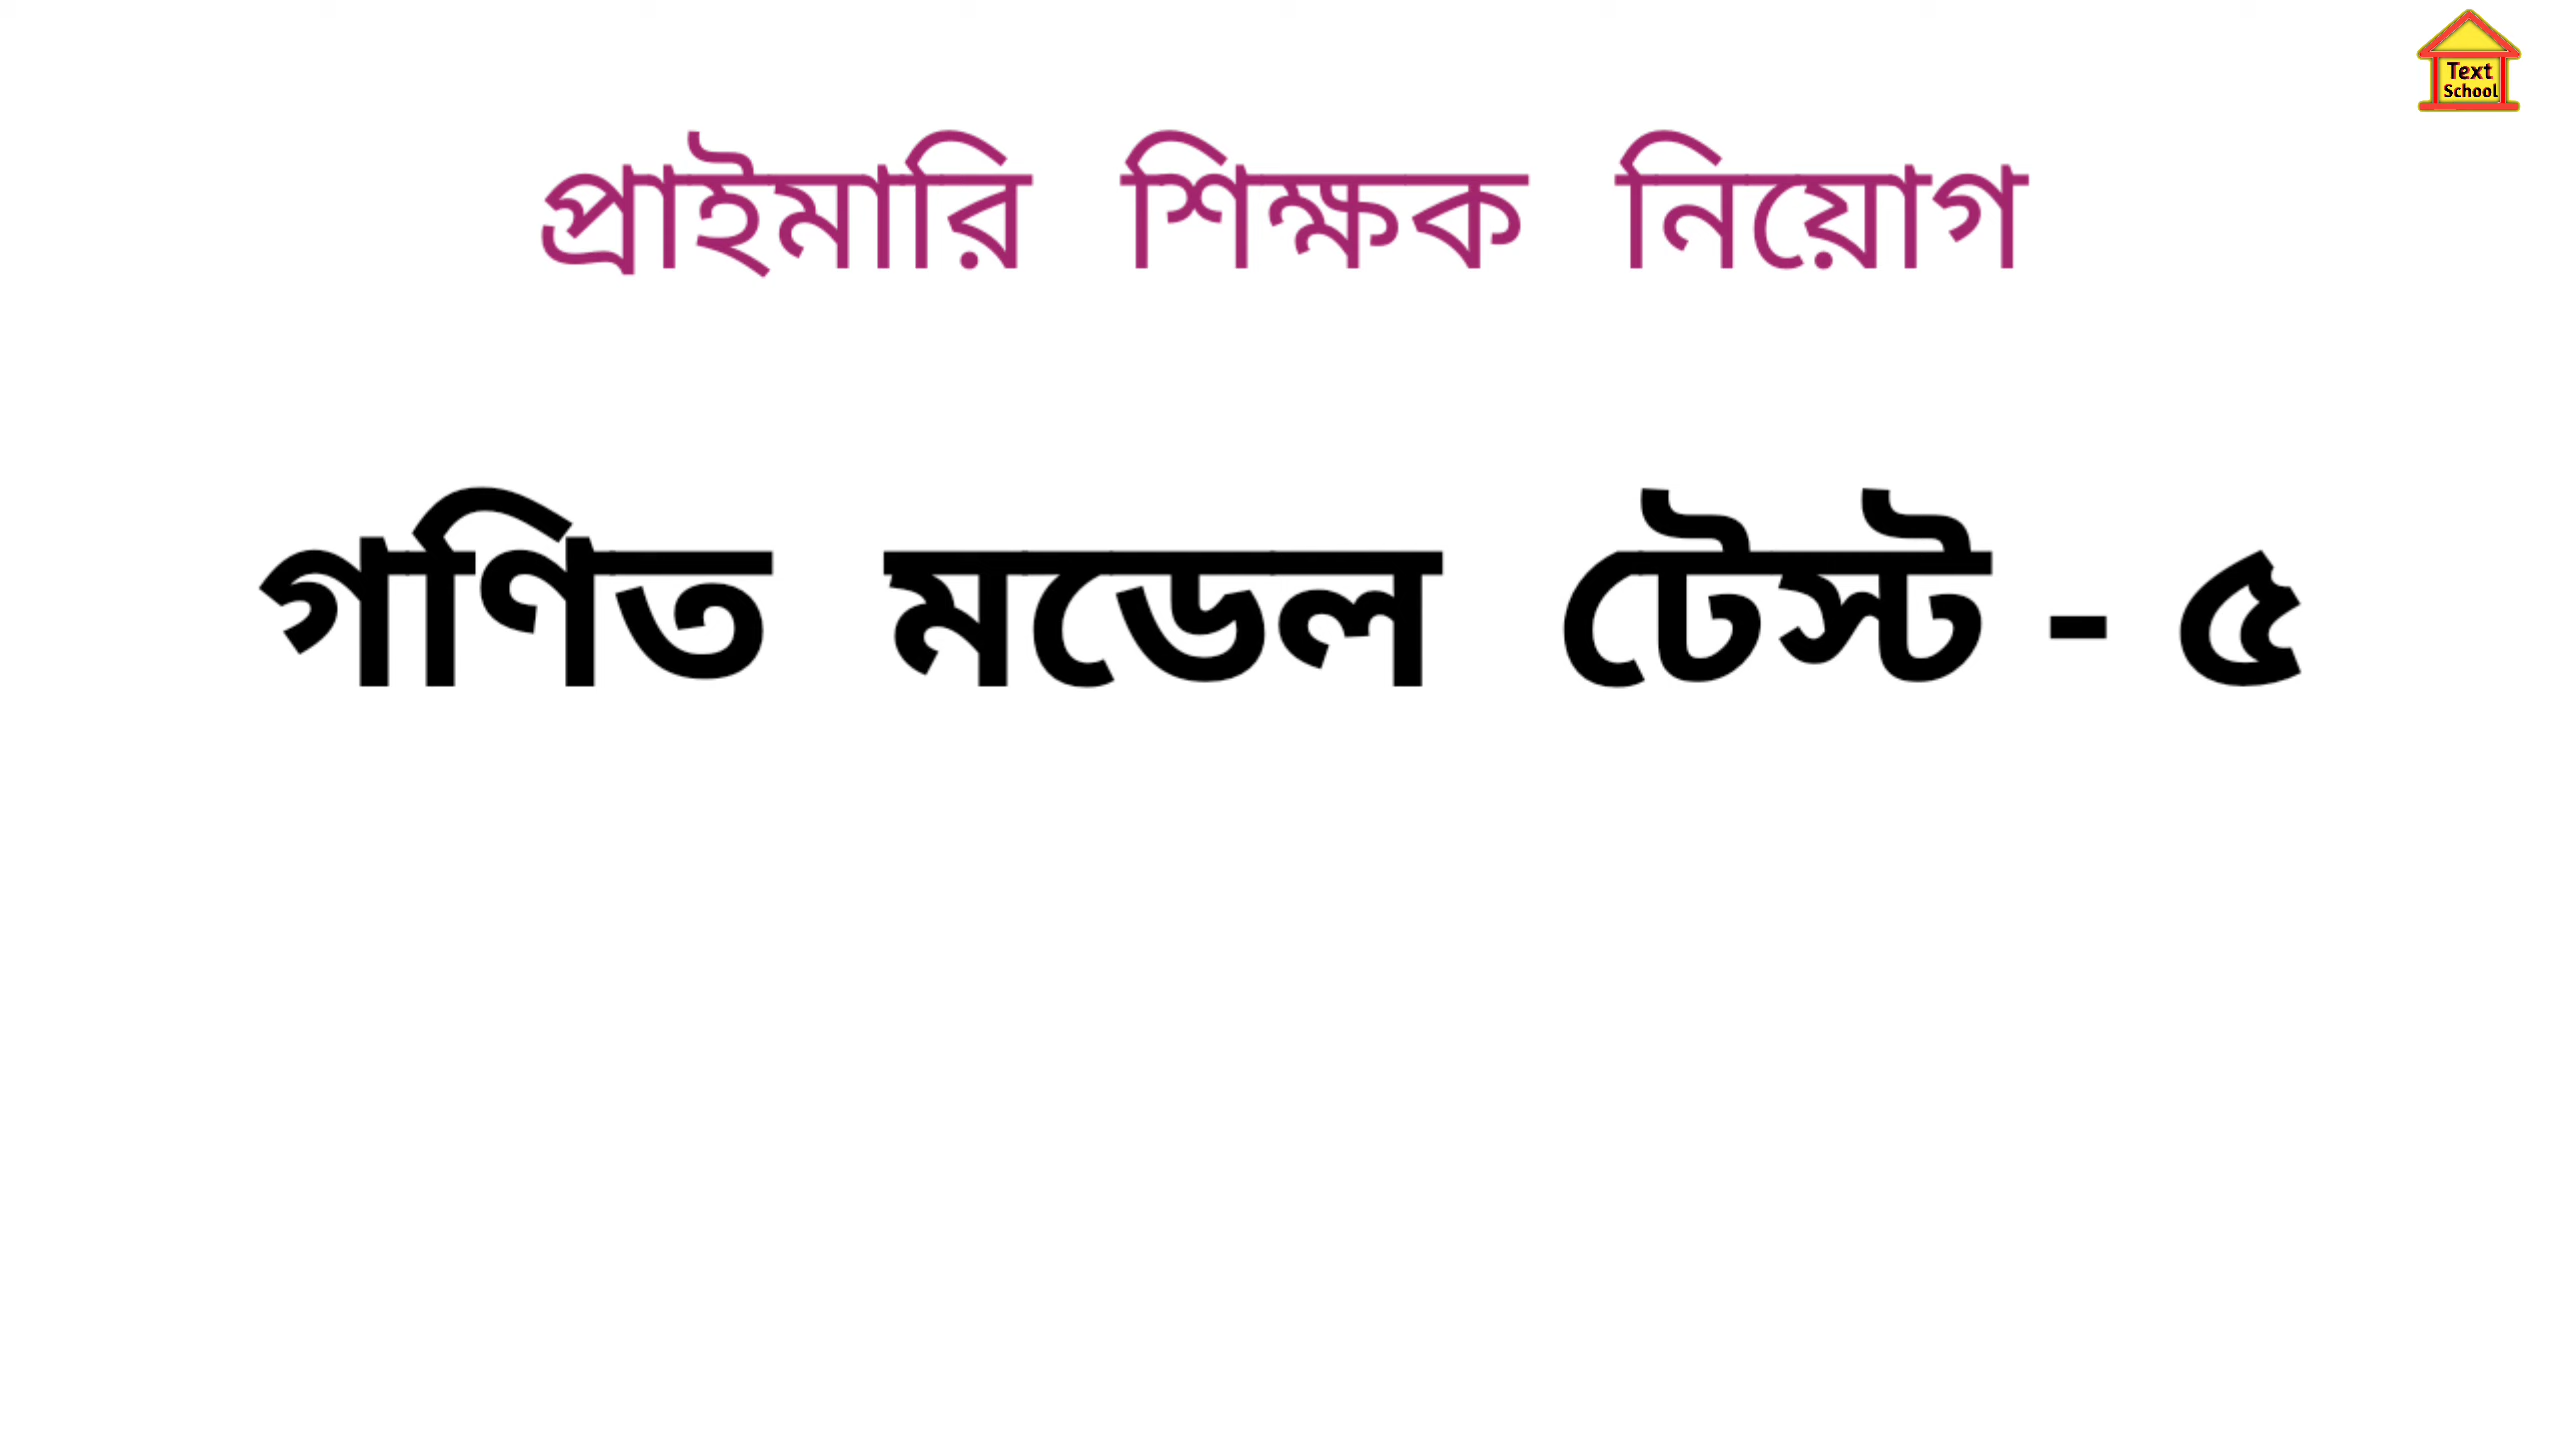 Text
School
প্রাইমারি শিক্ষক নিয়োগ
গণিত মডেল টেস্ট - ৫